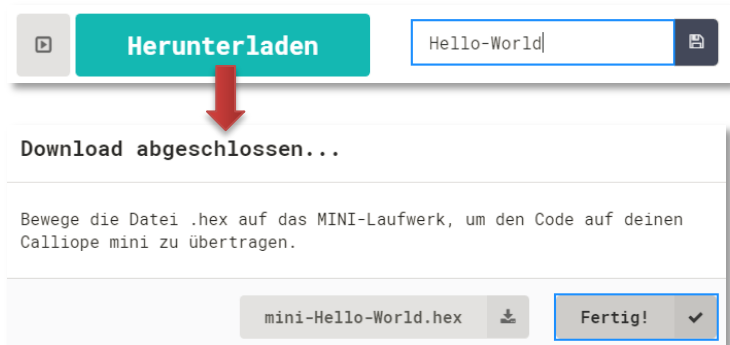 Herunterladen
Hello-World
Download abgeschlossen...
Bewege die Datei .hex auf das MINI-Laufwerk, um den Code auf deinen
Calliope mini zu übertragen.
mini-Hello-World.hex
Fertig!